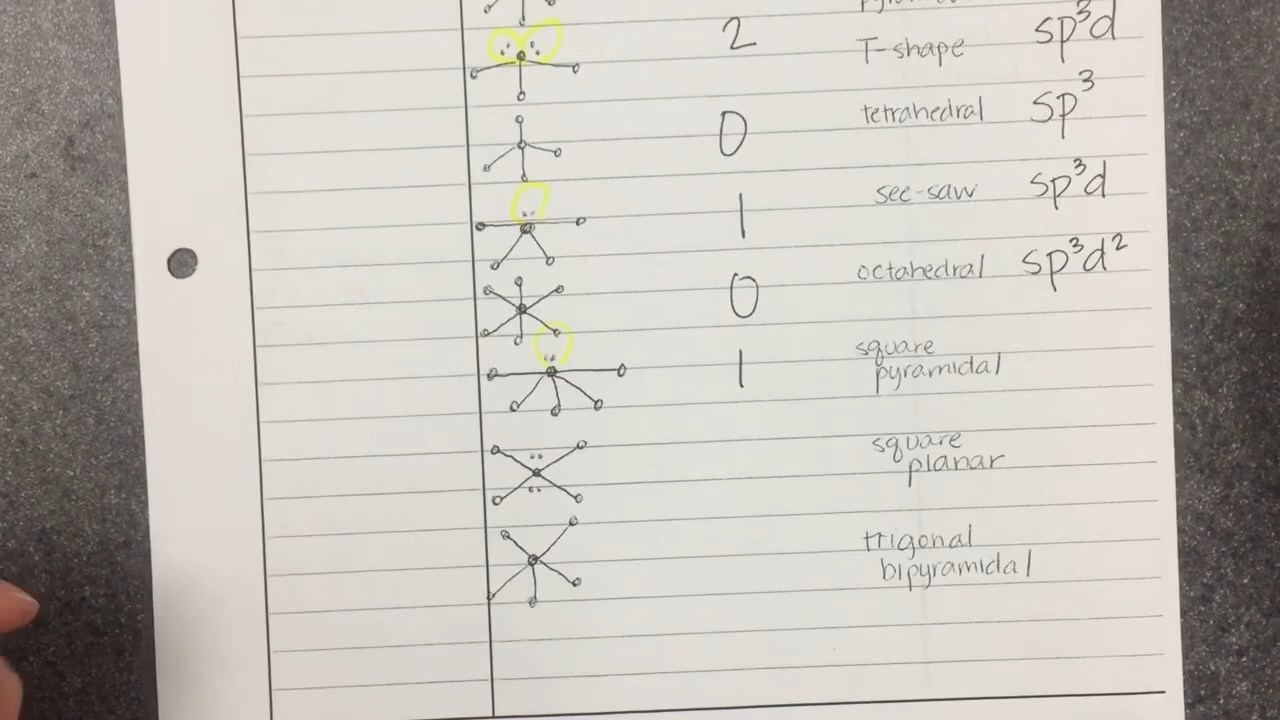 2 T-shape sp³d
0 tetrahedral sp³
1 see-saw sp³d
0 octahedral sp³d²
1 square
pyramidal
square
planar
trigonal
bipyramidal